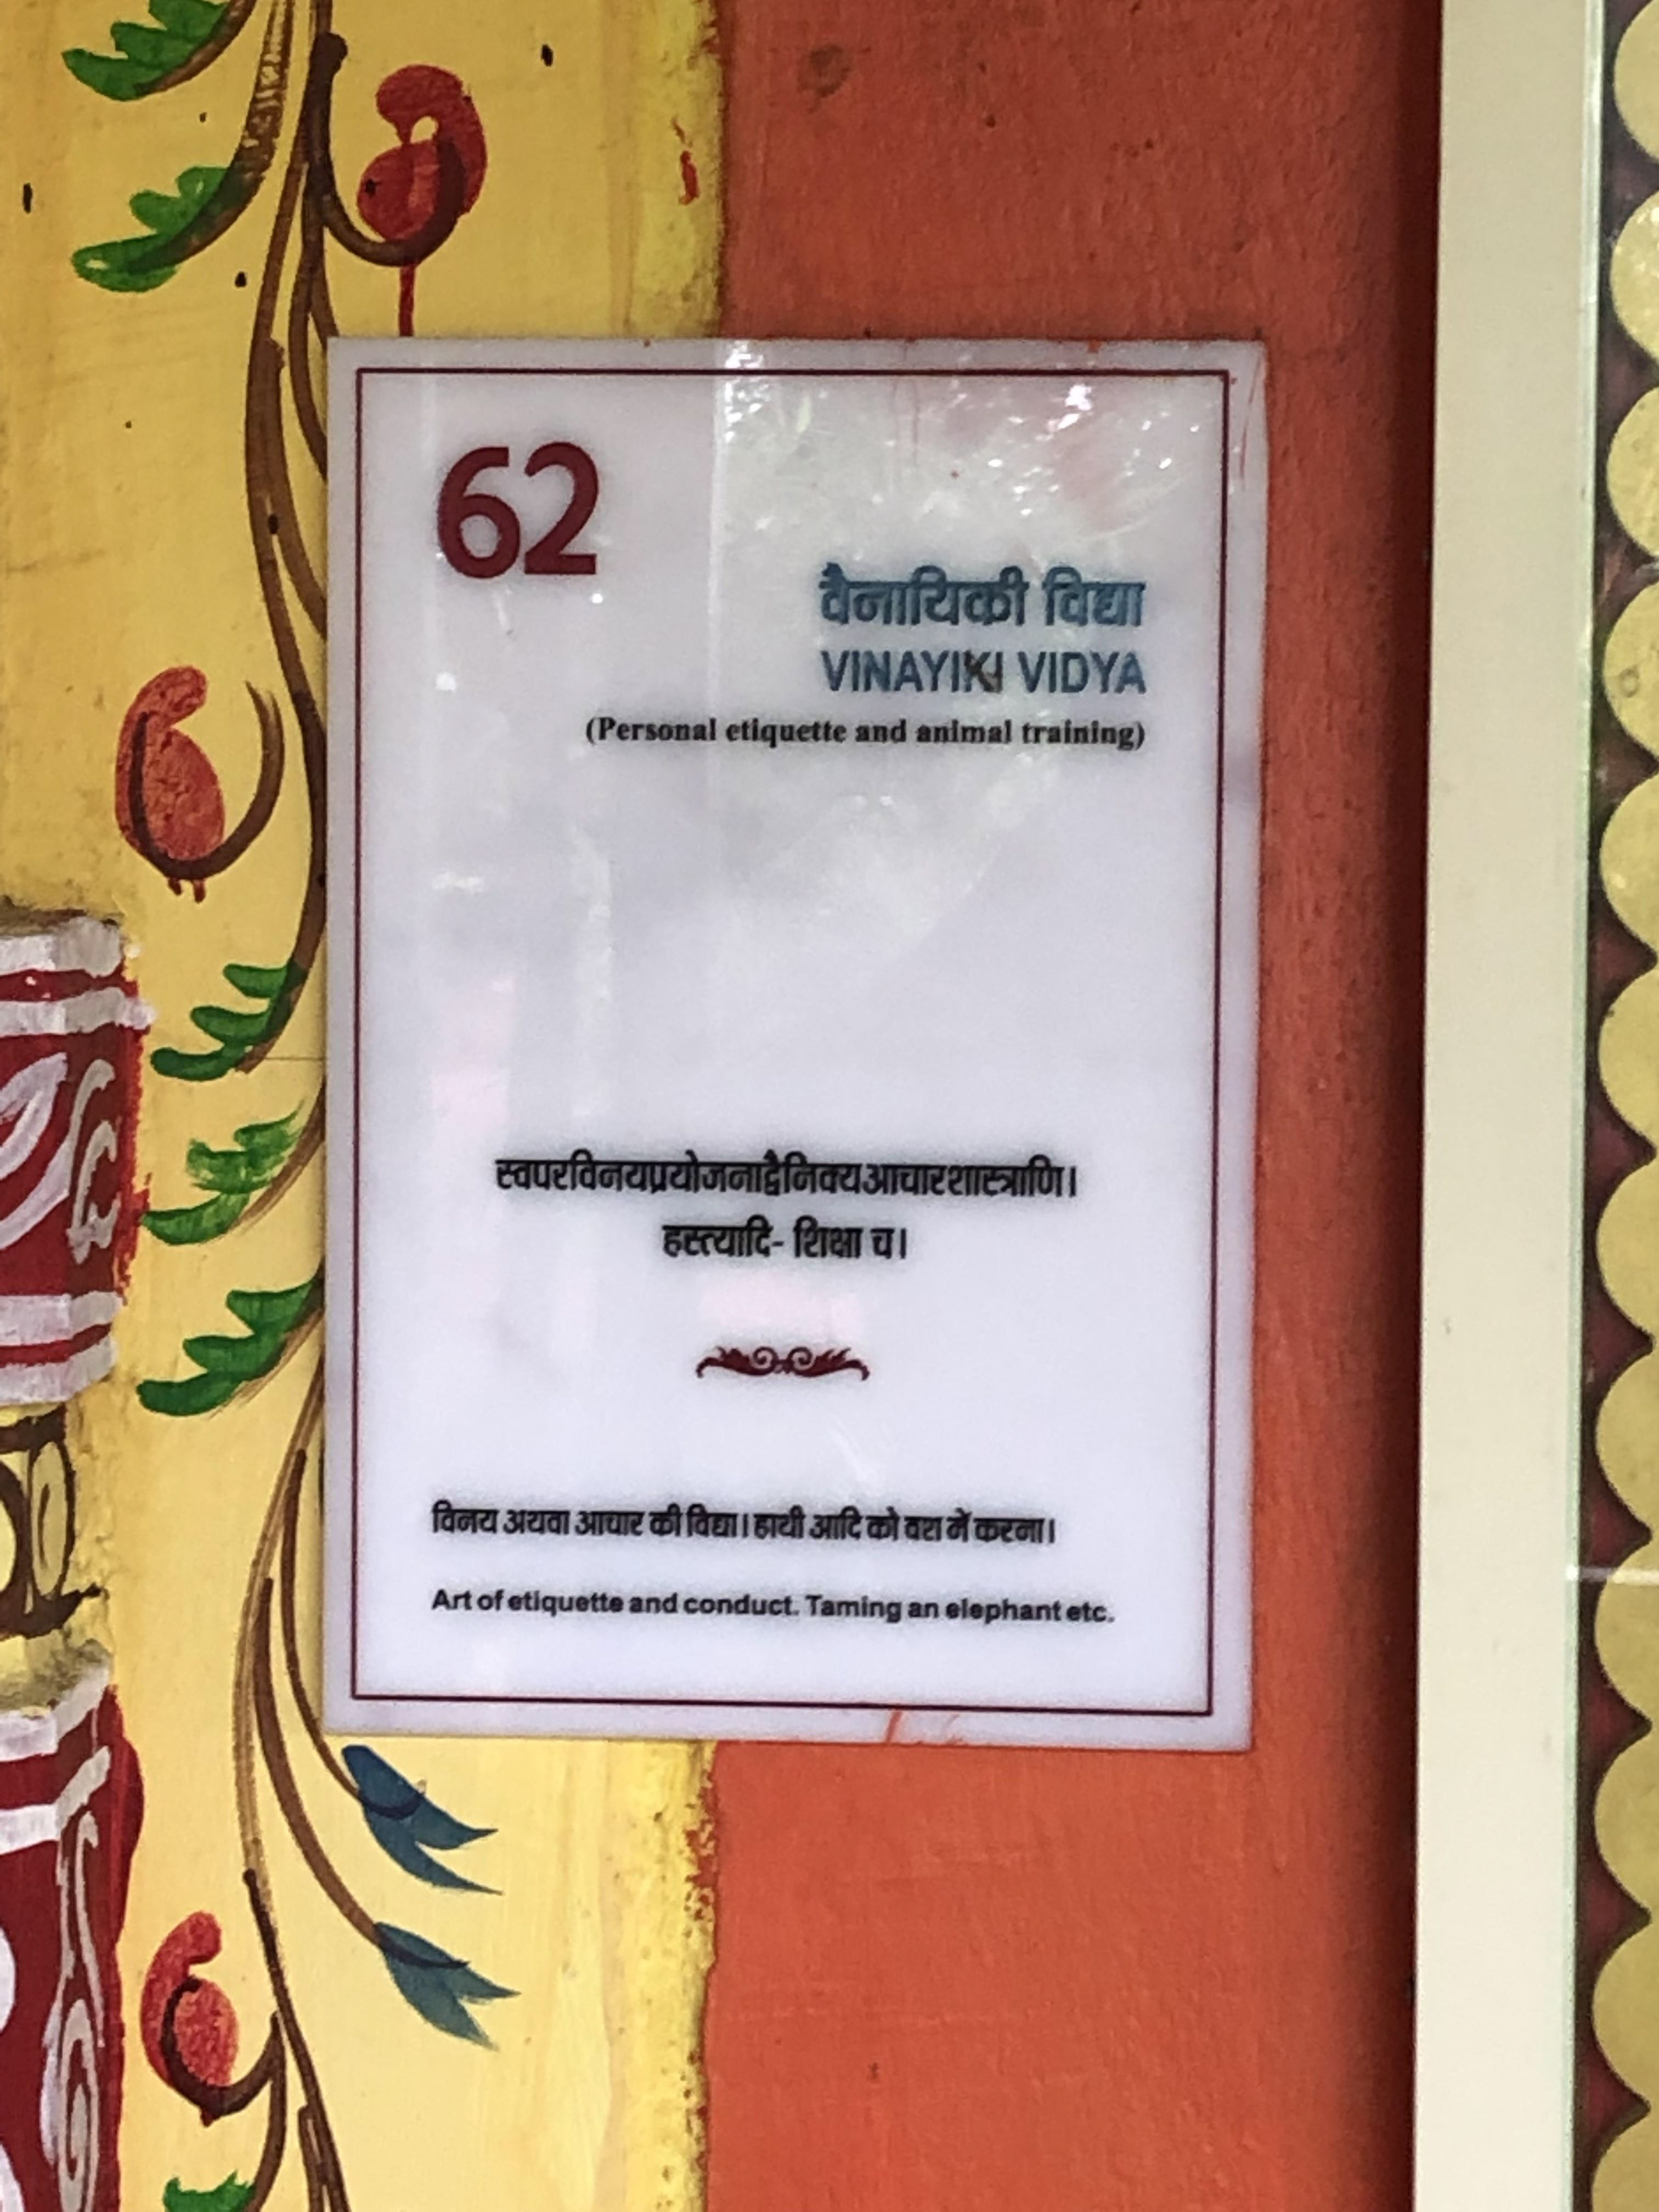 62
वैनायिकी विद्या
VINAYIKI VIDYA
(Personal etiquette and animal training)
स्वपरविनयप्रयोजनाद्वैनिक्यआचारशास्त्राणि।
हस्त्यादि- शिक्षा च।
विनय अथवा आचार की विद्या। हाथी आदि को वश में करना।
Art of etiquette and conduct. Taming an elephant etc.